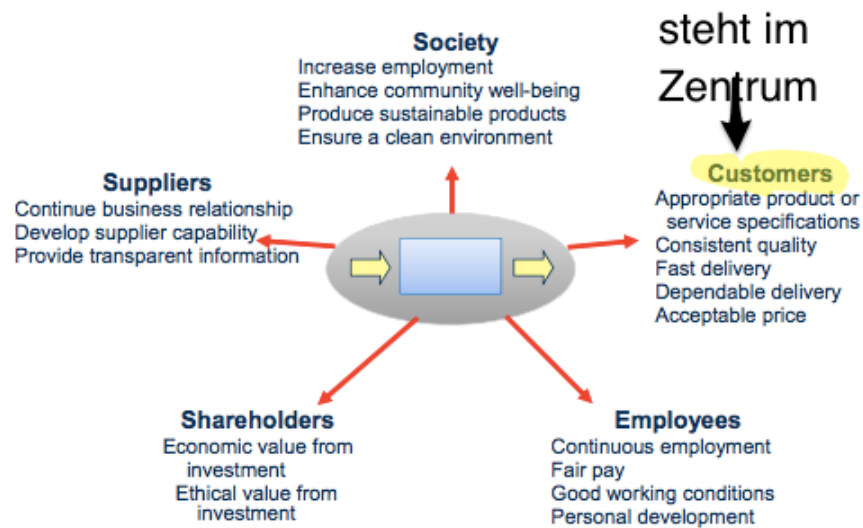 steht im
Zentrum
Society
Increase employment
Enhance community well-being
Produce sustainable products
Ensure a clean environment
Suppliers
Continue business relationship
Develop supplier capability
Provide transparent information
Customers
Appropriate product or
service specifications
Consistent quality
Fast delivery
Dependable delivery
Acceptable price
Shareholders
Economic value from
investment
Ethical value from
investment
Employees
Continuous employment
Fair pay
Good working conditions
Personal development